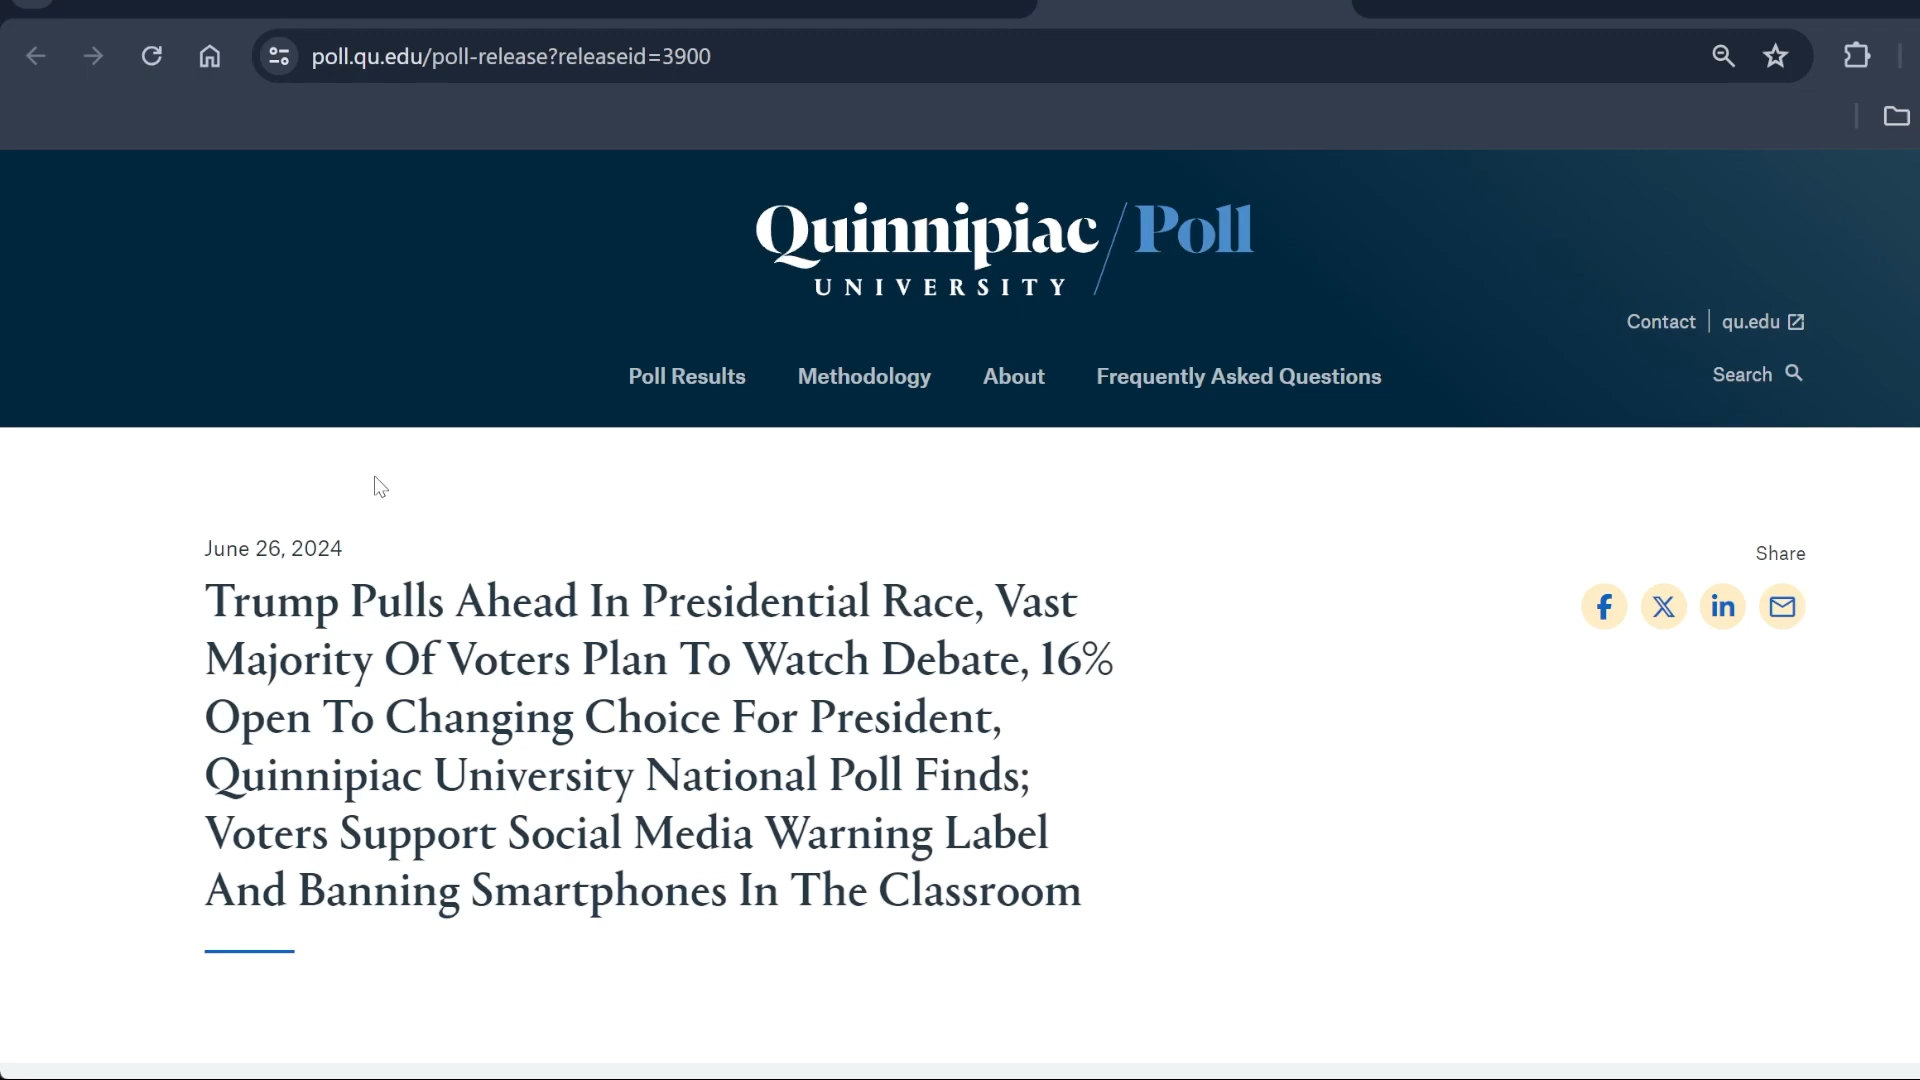 poll.qu.edu/poll-release?releaseid=3900
Quinnipiac / Poll
UNIVERSITY
Contact | qu.edu
Poll Results Methodology About Frequently Asked Questions
Search
June 26, 2024
Share
Trump Pulls Ahead In Presidential Race, Vast
Majority Of Voters Plan To Watch Debate, 16%
Open To Changing Choice For President,
Quinnipiac University National Poll Finds;
Voters Support Social Media Warning Label
And Banning Smartphones In The Classroom